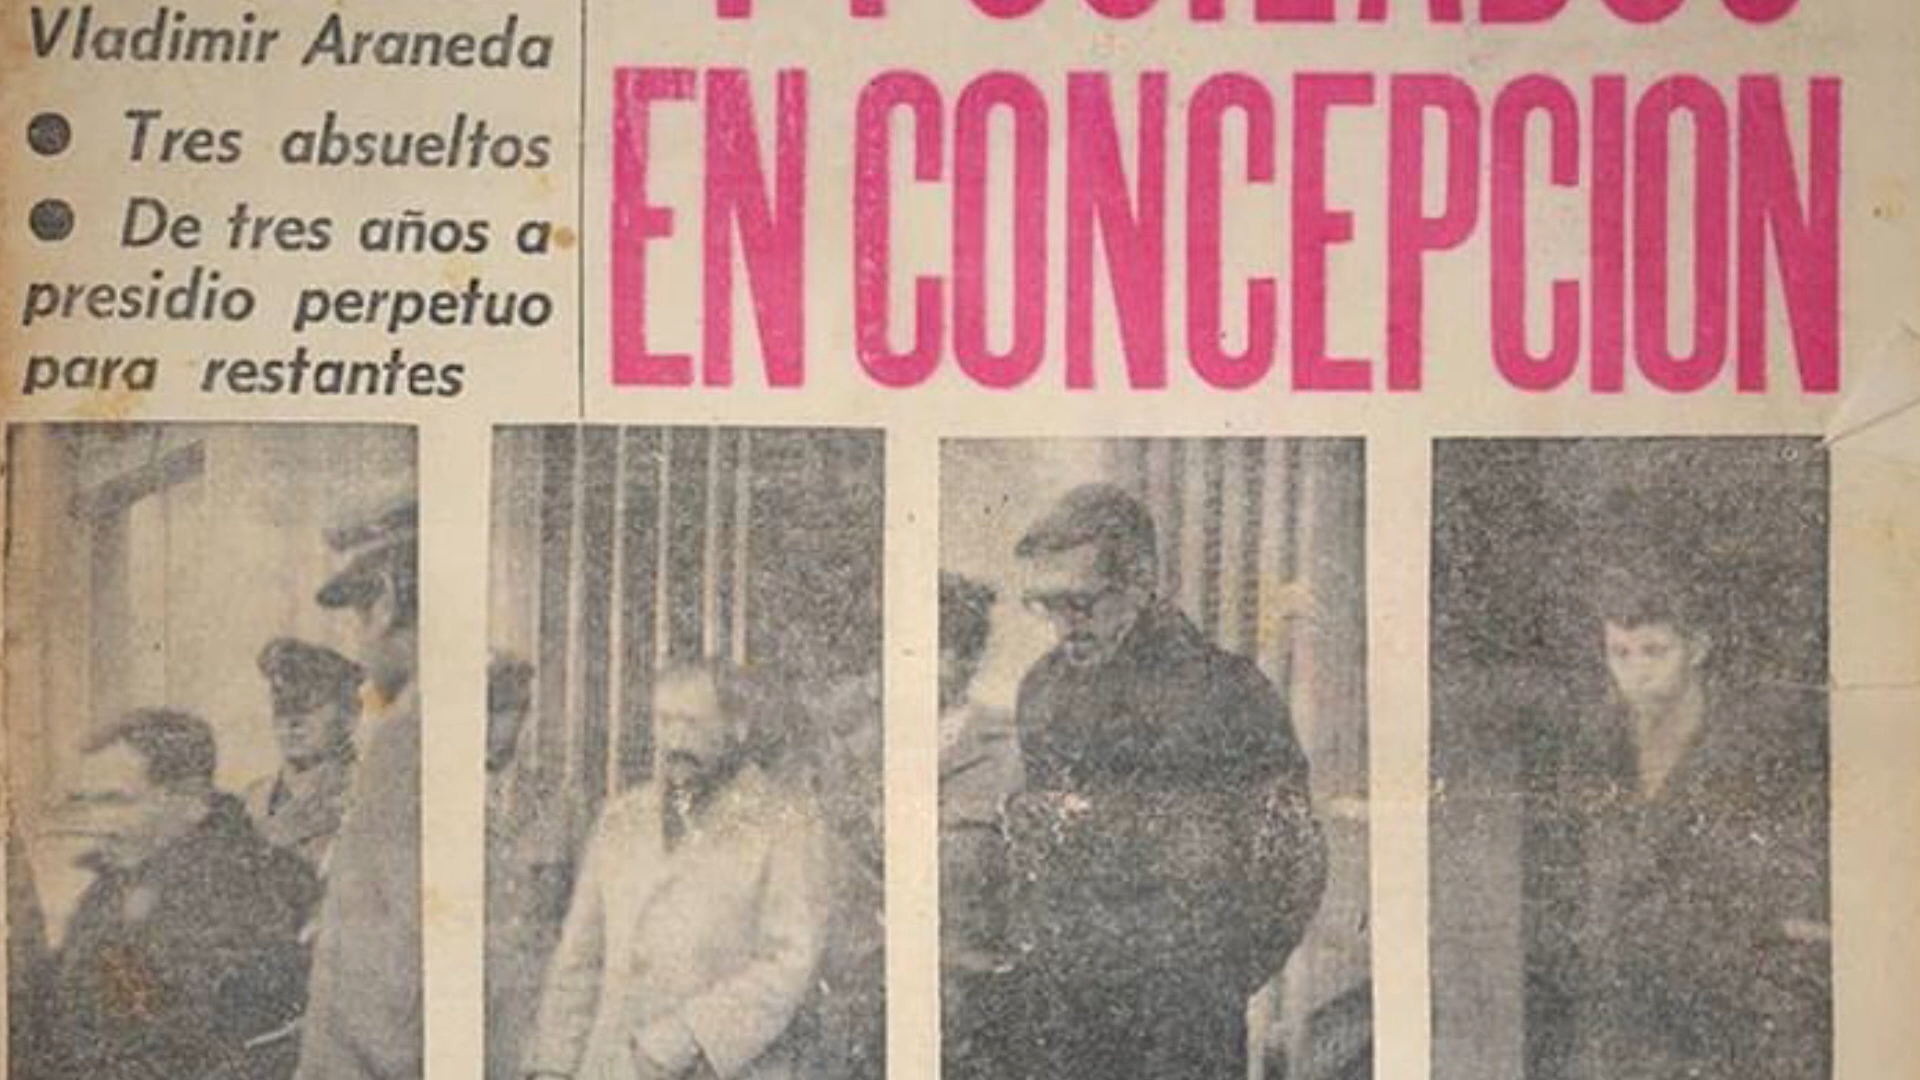 Vladimir Araneda
● Tres absueltos
● De tres años a
presidio perpetuo
para restantes
EN CONCEPCION